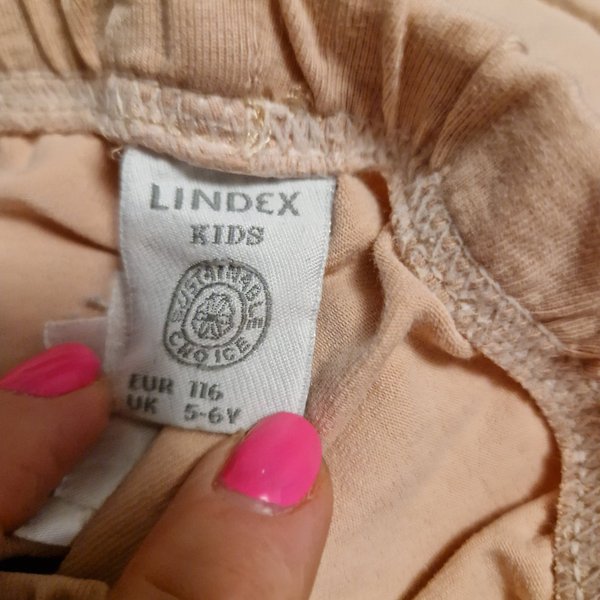 LINDEX
KIDS
SUSTAINABLE
CHOICE
EUR 116
UK 5-6Y